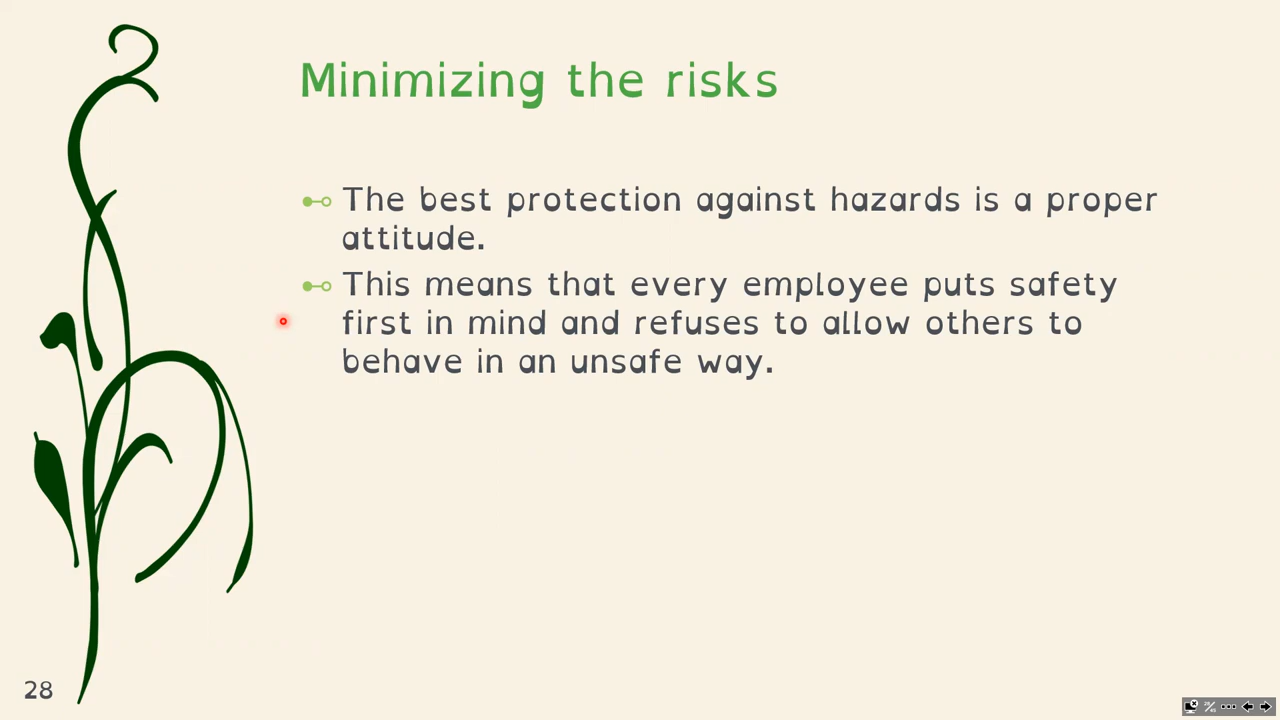 Minimizing the risks
The best protection against hazards is a proper
attitude.
This means that every employee puts safety
first in mind and refuses to allow others to
behave in an unsafe way.
28